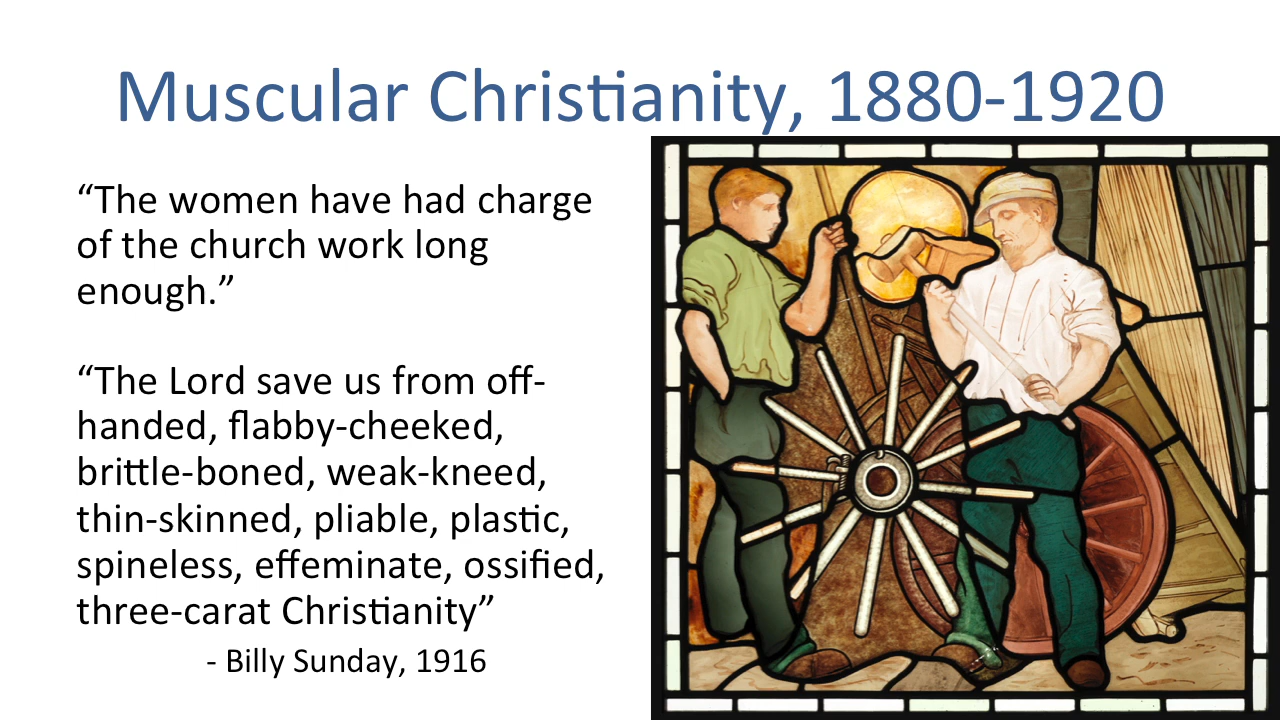 Muscular Christianity, 1880-1920
“The women have had charge
of the church work long
enough.”
“The Lord save us from off-
handed, flabby-cheeked,
brittle-boned, weak-kneed,
thin-skinned, pliable, plastic,
spineless, effeminate, ossified,
three-carat Christianity”
- Billy Sunday, 1916